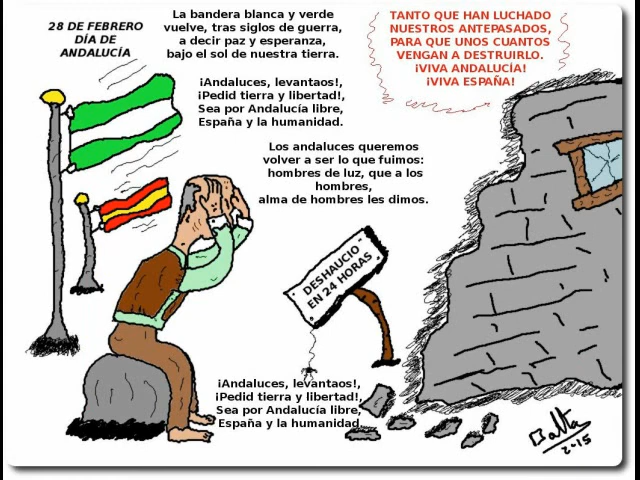 28 DE FEBRERO
DÍA DE
ANDALUCÍA
La bandera blanca y verde
vuelve, tras siglos de guerra,
a decir paz y esperanza,
bajo el sol de nuestra tierra.
¡Andaluces, levantaos!,
¡Pedid tierra y libertad!,
Sea por Andalucía libre,
España y la humanidad.
Los andaluces queremos
volver a ser lo que fuimos:
hombres de luz, que a los
hombres,
alma de hombres les dimos.
TANTO QUE HAN LUCHADO
NUESTROS ANTEPASADOS,
PARA QUE UNOS CUANTOS
VENGAN A DESTRUIRLO.
¡VIVA ANDALUCÍA!
¡VIVA ESPAÑA!
DESHAUCIO
EN 24 HORAS
¡Andaluces, levantaos!,
¡Pedid tierra y libertad!,
Sea por Andalucía libre,
España y la humanidad
Balta
2015